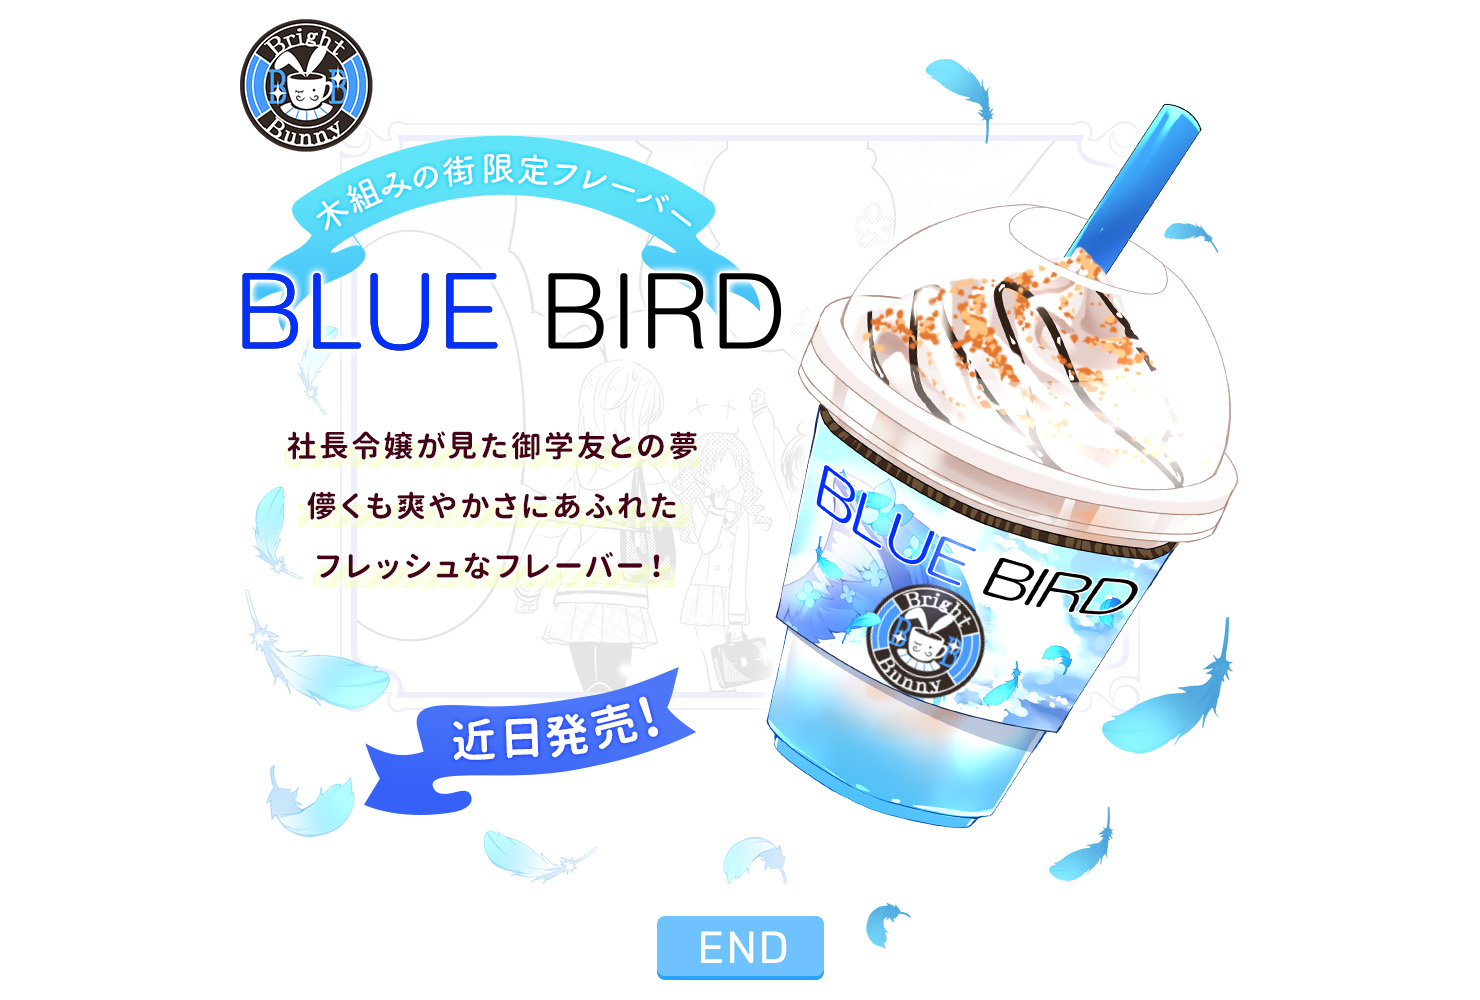 Bright
B B
Bunny
木組みの街 限定フレーバー
BLUE BIRD
社長令嬢が見た御学友との夢
儚くも爽やかさにあふれた
フレッシュなフレーバー！
近日発売！
BLUE BIRD
Bright
B B
Bunny
END